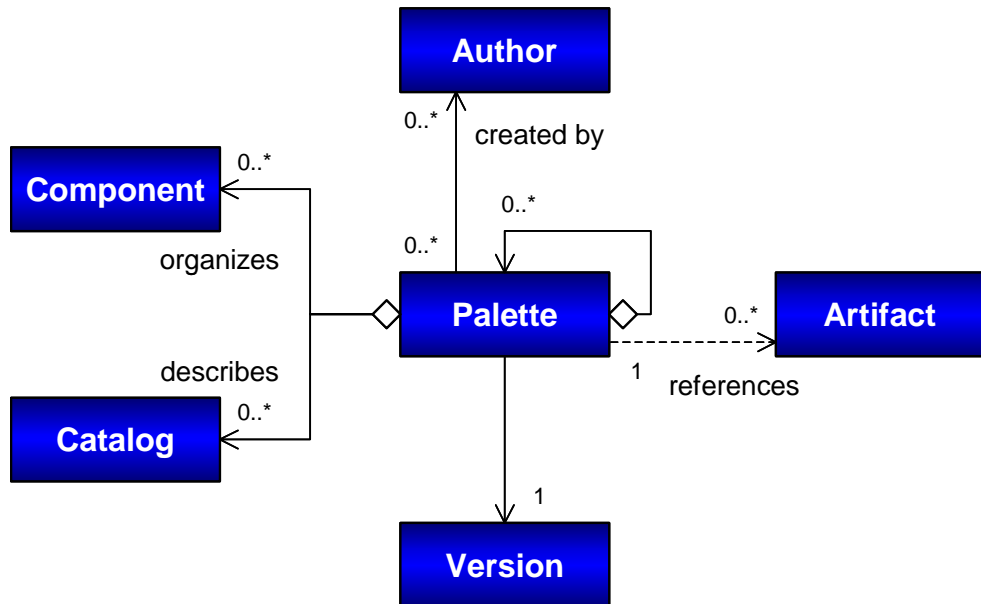 Author
0..*
created by
0..*
Component
0..*
organizes
0..*
Palette
0..*
Artifact
1
references
describes
0..*
Catalog
1
Version